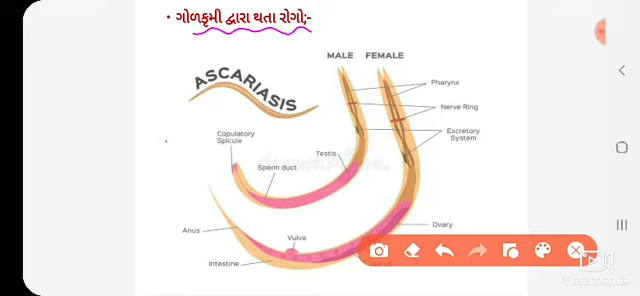 • ગોળકૃમી દ્વારા થતા રોગો;-
ASCARIASIS
MALE FEMALE
Pharynx
Nerve Ring
Excretory
System
Copulatory
Spicule
Testis
Sperm duct
Ovary
Anus
Vulva
Intestine